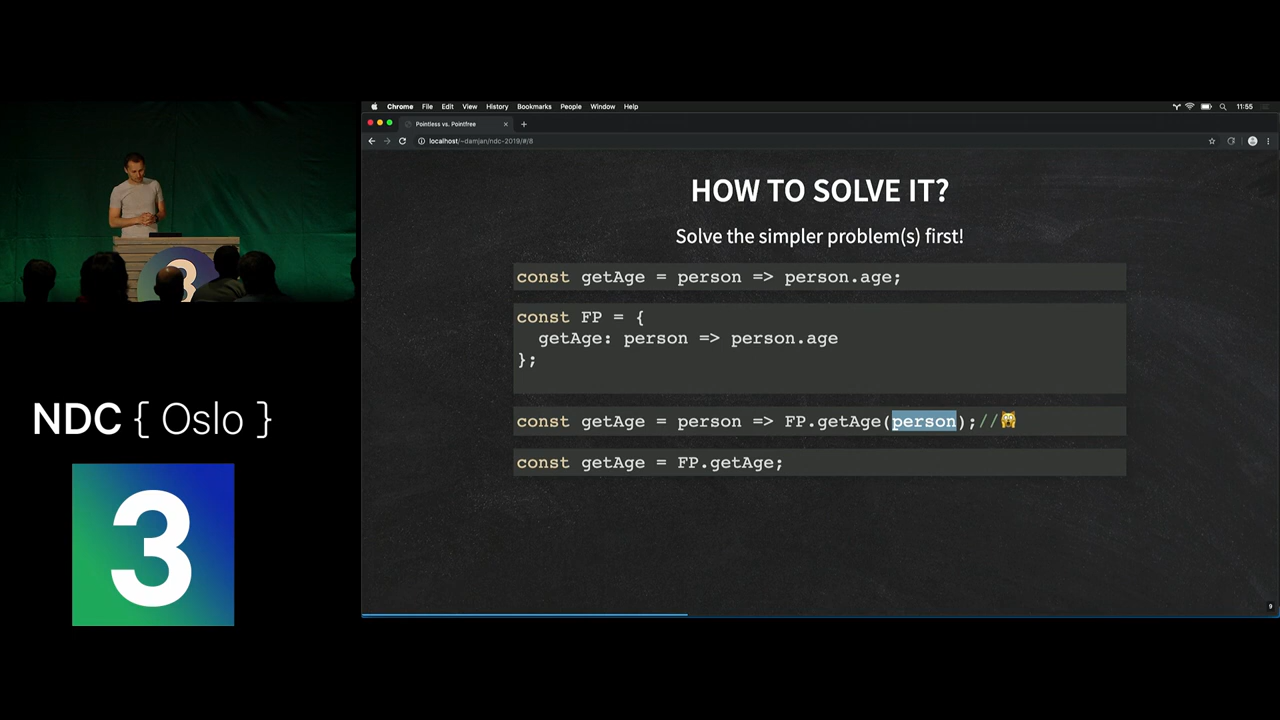 Chrome File Edit View History Bookmarks People Window Help 11:55
Pointless vs. Pointfree
localhost/~damjan/ndc-2019/#/8
HOW TO SOLVE IT?
Solve the simpler problem(s) first!
const getAge = person => person.age;
const FP = {
getAge: person => person.age
};
const getAge = person => FP.getAge(person);//🙀
const getAge = FP.getAge;
9
3
NDC { Oslo }
3